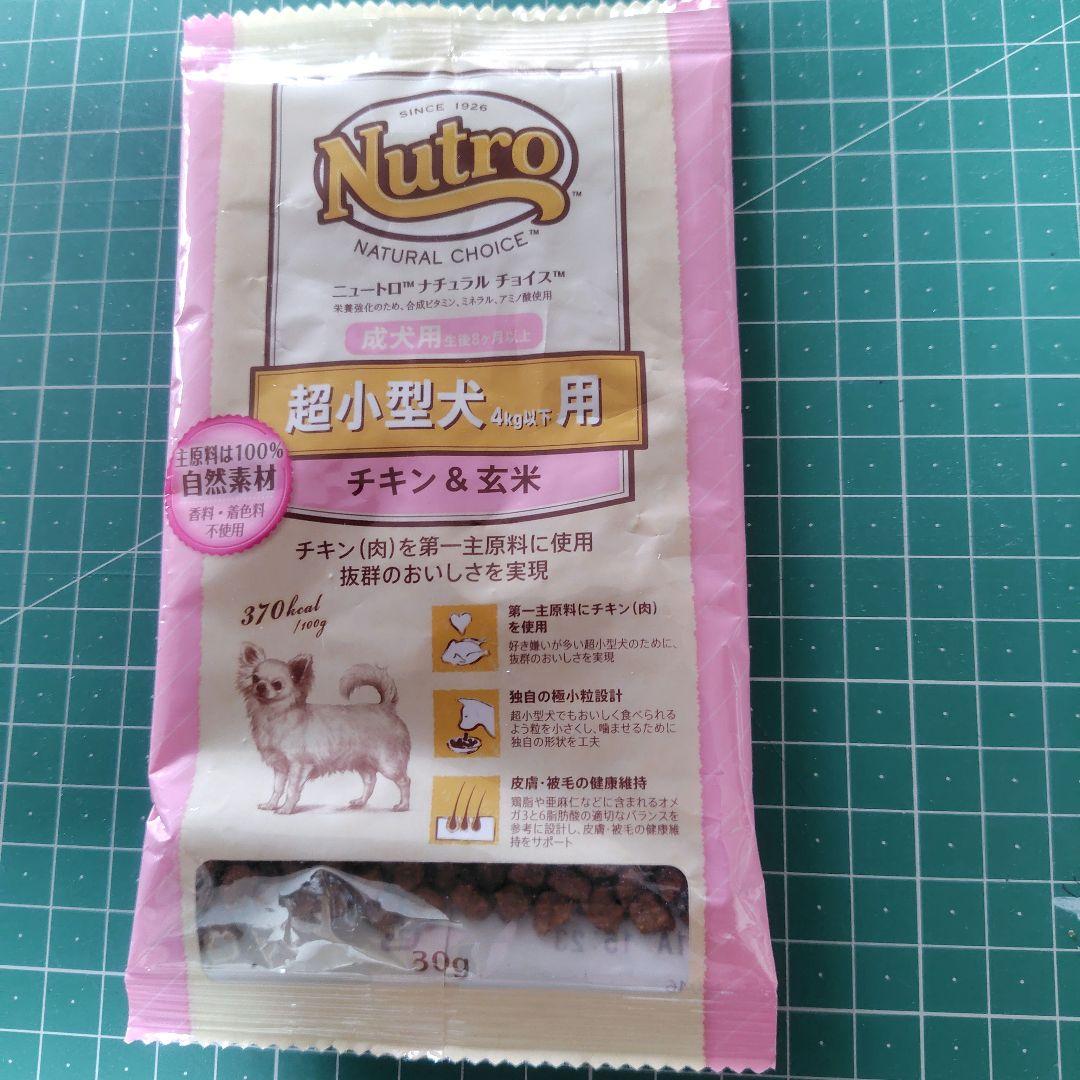 SINCE 1926
Nutro™
NATURAL CHOICE™
ニュートロ™ ナチュラル チョイス™
栄養強化のため、合成ビタミン、ミネラル、アミノ酸使用
成犬用 生後8ヶ月以上
超小型犬 4kg以下 用
チキン&玄米
主原料は100%
自然素材
香料・着色料
不使用
チキン(肉)を第一主原料に使用
抜群のおいしさを実現
370kcal
/100g
第一主原料にチキン(肉)
を使用
好き嫌いが多い超小型犬のために、
抜群のおいしさを実現
独自の極小粒設計
超小型犬でもおいしく食べられる
よう粒を小さくし、噛ませるために
独自の形状を工夫
皮膚・被毛の健康維持
鶏脂や亜麻仁などに含まれるオメ
ガ3と6脂肪酸の適切なバランスを
参考に設計し、皮膚・被毛の健康維
持をサポート
30g